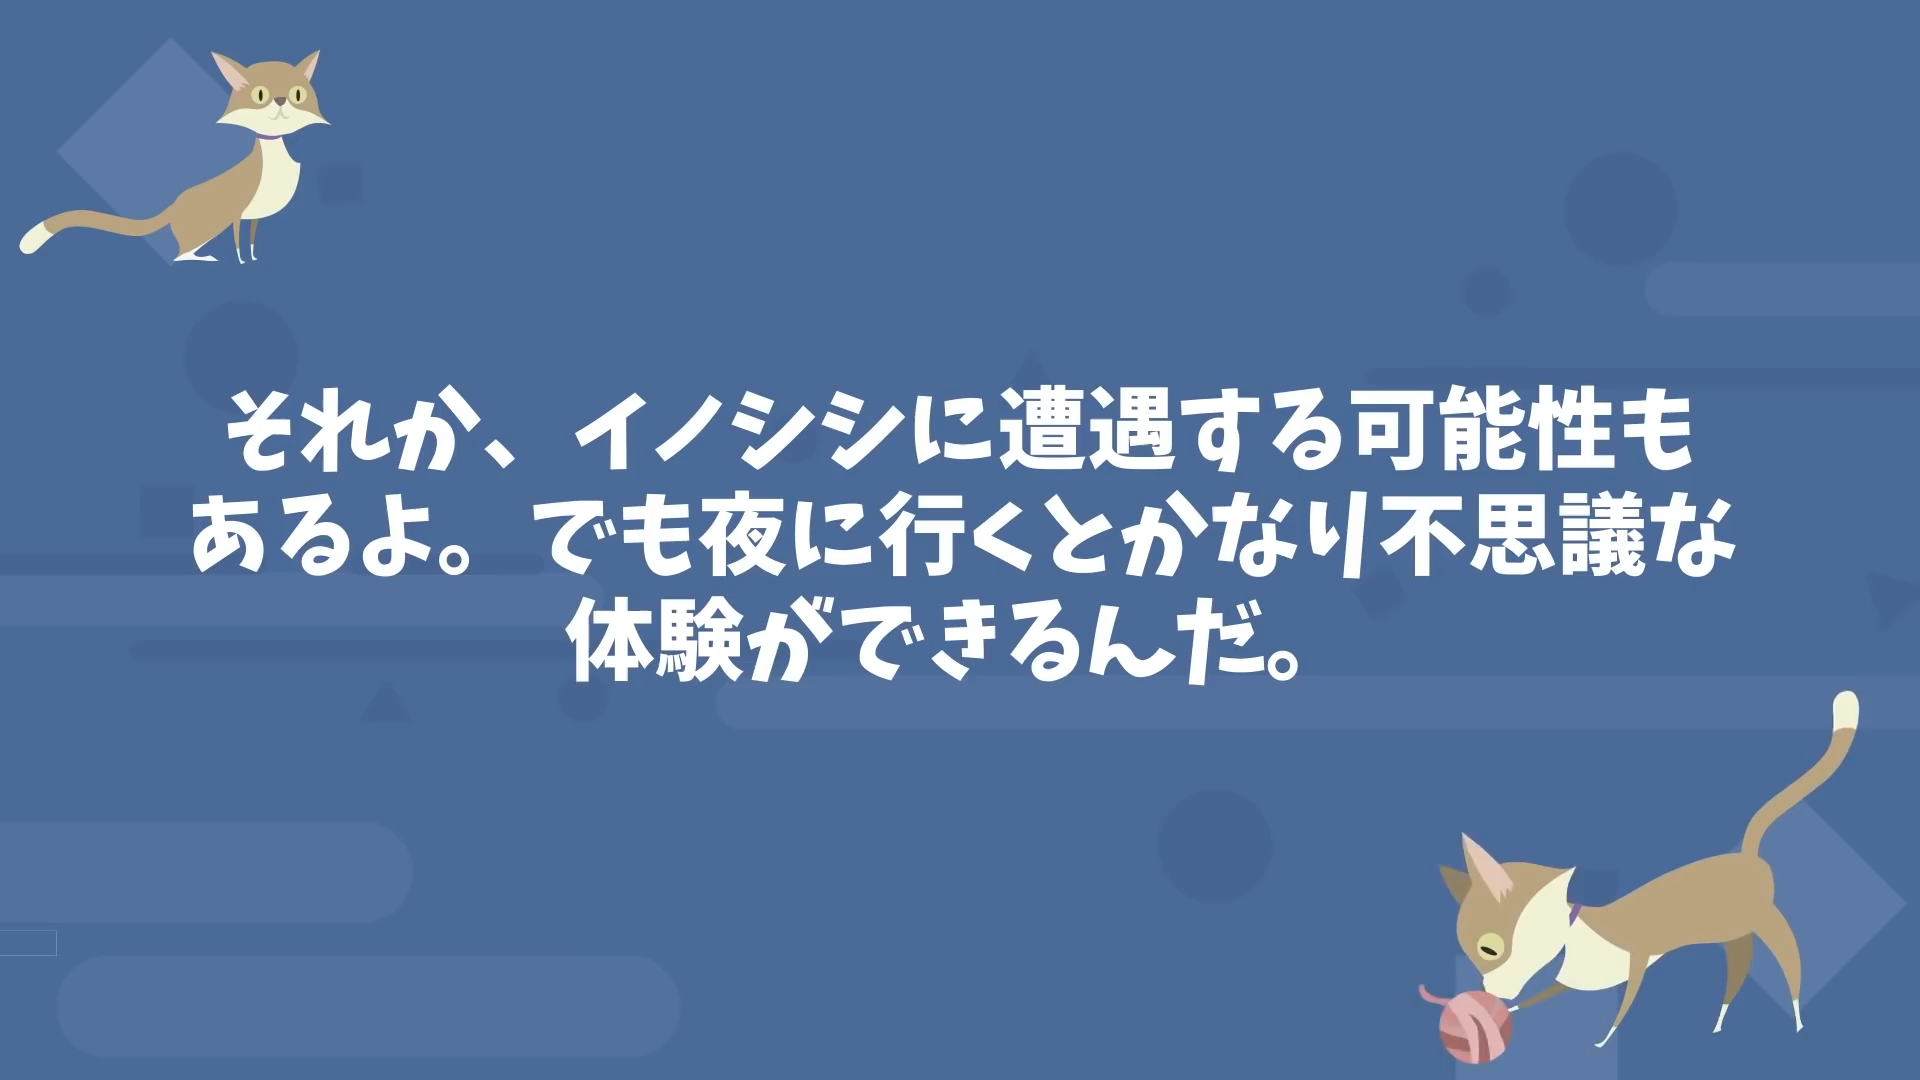 それか、イノシシに遭遇する可能性も
あるよ。でも夜に行くとかなり不思議な
体験ができるんだ。